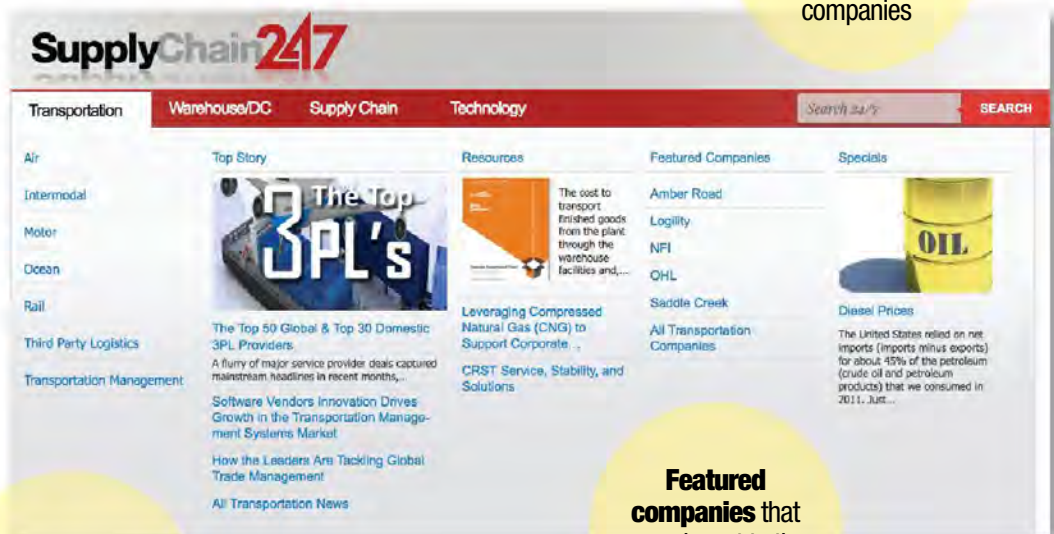 companies
SupplyChain247
Transportation
Warehouse/DC
Supply Chain
Technology
Search 24/7
SEARCH
Air
Intermodal
Motor
Ocean
Rail
Third Party Logistics
Transportation Management
Top Story
The Top
3PL's
The Top 50 Global & Top 30 Domestic
3PL Providers
A flurry of major service provider deals captured
mainstream headlines in recent months,...
Software Vendors Innovation Drives
Growth in the Transportation Manage-
ment Systems Market
How the Leaders Are Tackling Global
Trade Management
All Transportation News
Resources
The cost to
transport
finished goods
from the plant
through the
warehouse
facilities and,...
Leveraging Compressed
Natural Gas (CNG) to
Support Corporate...
CRST Service, Stability, and
Solutions
Featured Companies
Amber Road
Logility
NFI
OHL
Saddle Creek
All Transportation
Companies
Specials
OIL
Diesel Prices
The United States relied on net
imports (imports minus exports)
for about 45% of the petroleum
(crude oil and petroleum
products) that we consumed in
2011. Just...
Featured
companies that